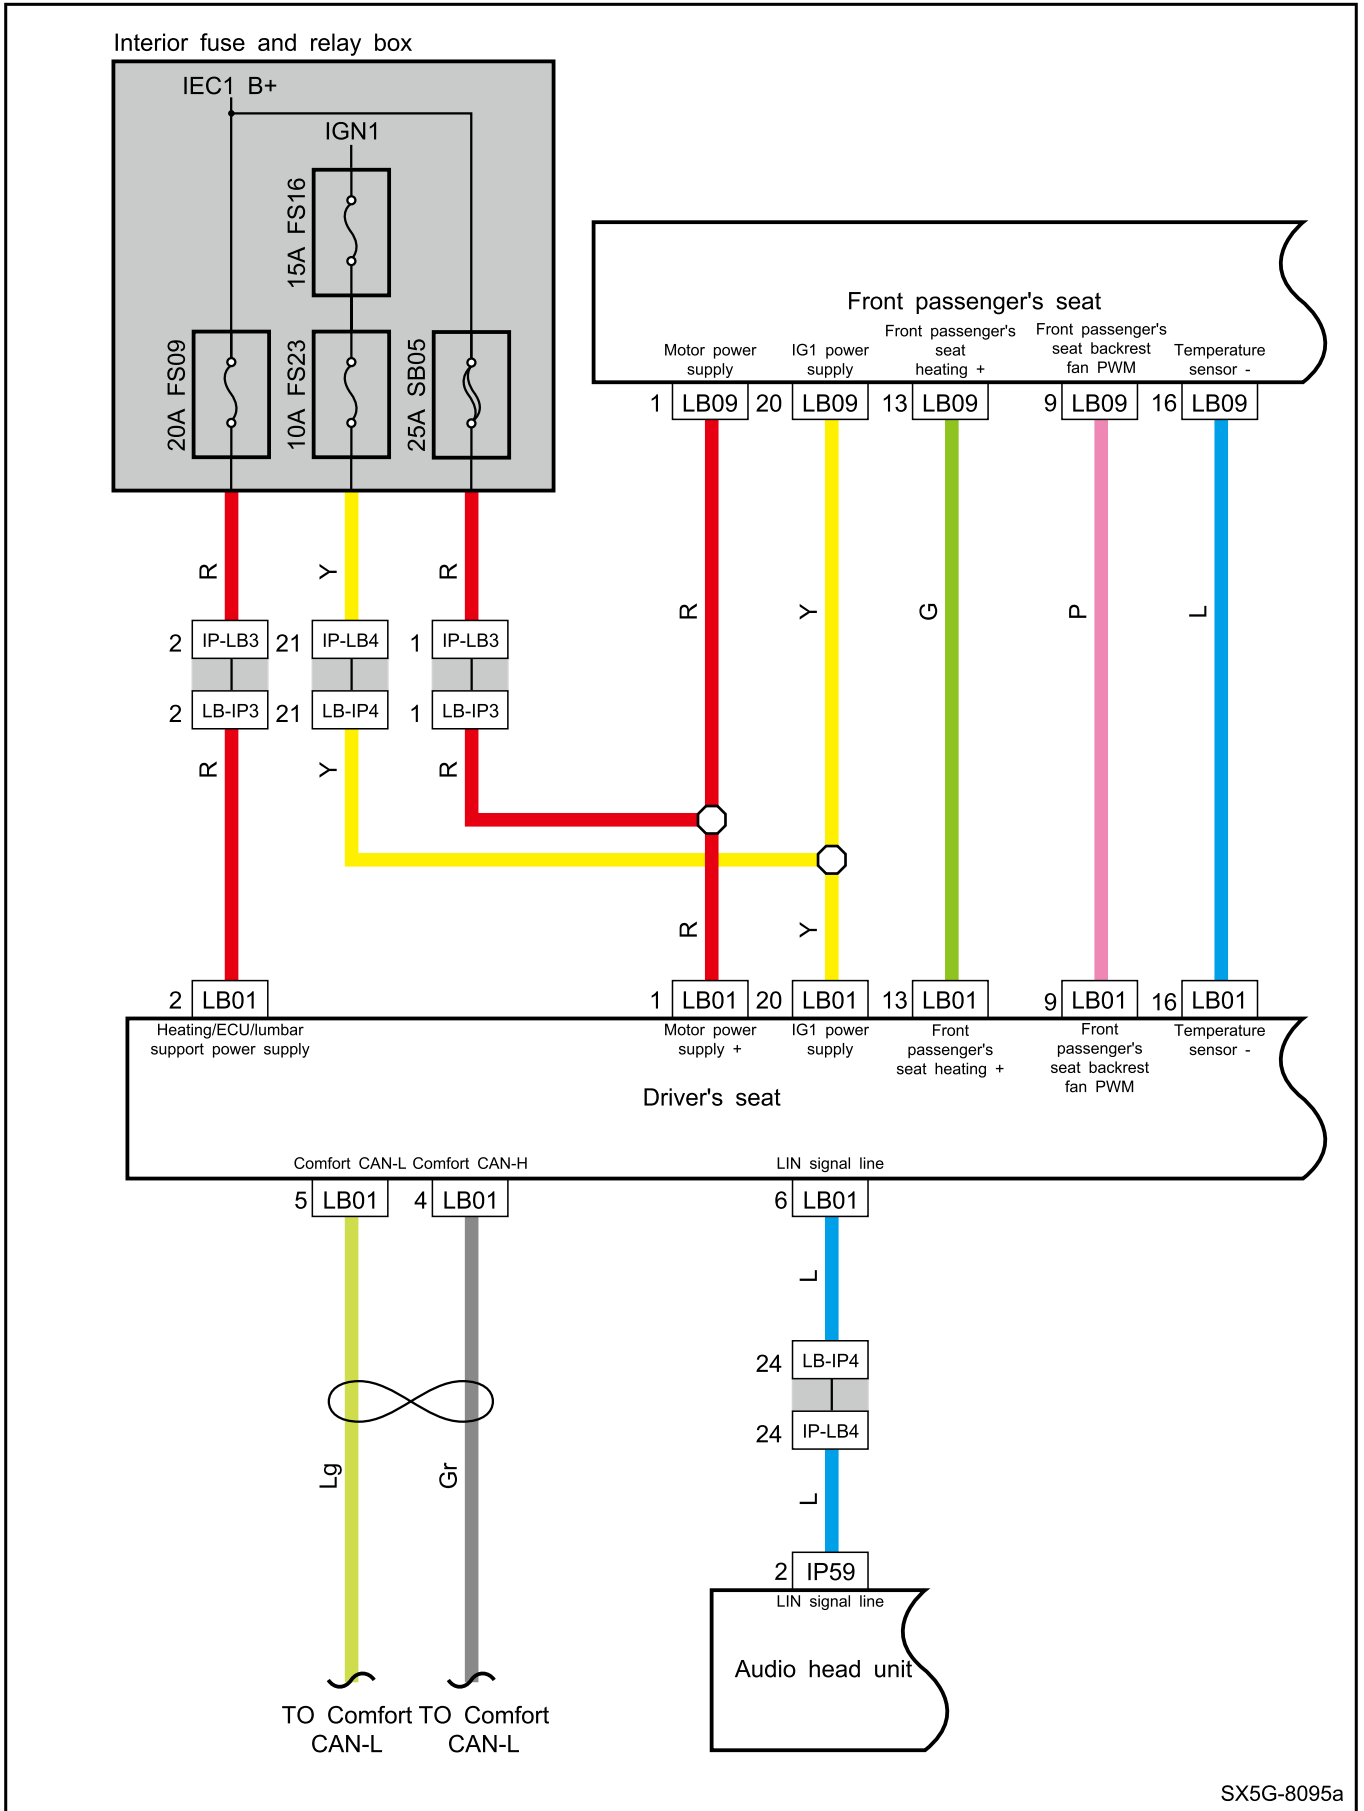 Interior fuse and relay box
IEC1 B+
IGN1
15A FS16
20A FS09
10A FS23
25A SB05
Front passenger's seat
Motor power
supply
IG1 power
supply
Front passenger's
seat
heating +
Front passenger's
seat backrest
fan PWM
Temperature
sensor -
1 LB09
20 LB09
13 LB09
9 LB09
16 LB09
R
Y
R
R
Y
G
P
L
2 IP-LB3
21 IP-LB4
1 IP-LB3
2 LB-IP3
21 LB-IP4
1 LB-IP3
R
Y
R
R
Y
2 LB01
1 LB01
20 LB01
13 LB01
9 LB01
16 LB01
Heating/ECU/lumbar
support power supply
Motor power
supply +
IG1 power
supply
Front
passenger's
seat heating +
Front
passenger's
seat backrest
fan PWM
Temperature
sensor -
Driver's seat
Comfort CAN-L
Comfort CAN-H
LIN signal line
5 LB01
4 LB01
6 LB01
L
24 LB-IP4
24 IP-LB4
Lg
Gr
L
2 IP59
LIN signal line
Audio head unit
TO Comfort
CAN-L
TO Comfort
CAN-L
SX5G-8095a